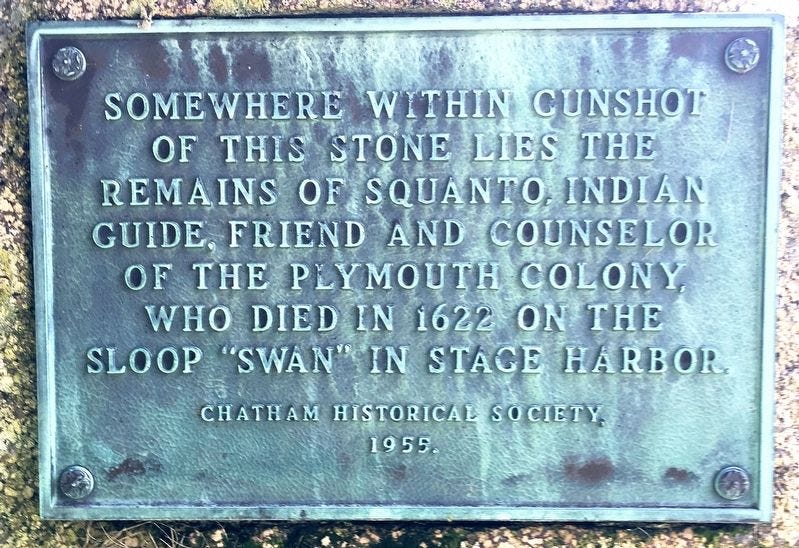 SOMEWHERE WITHIN GUNSHOT
OF THIS STONE LIES THE
REMAINS OF SQUANTO, INDIAN
GUIDE, FRIEND AND COUNSELOR
OF THE PLYMOUTH COLONY,
WHO DIED IN 1622 ON THE
SLOOP "SWAN" IN STAGE HARBOR.
CHATHAM HISTORICAL SOCIETY,
1955.